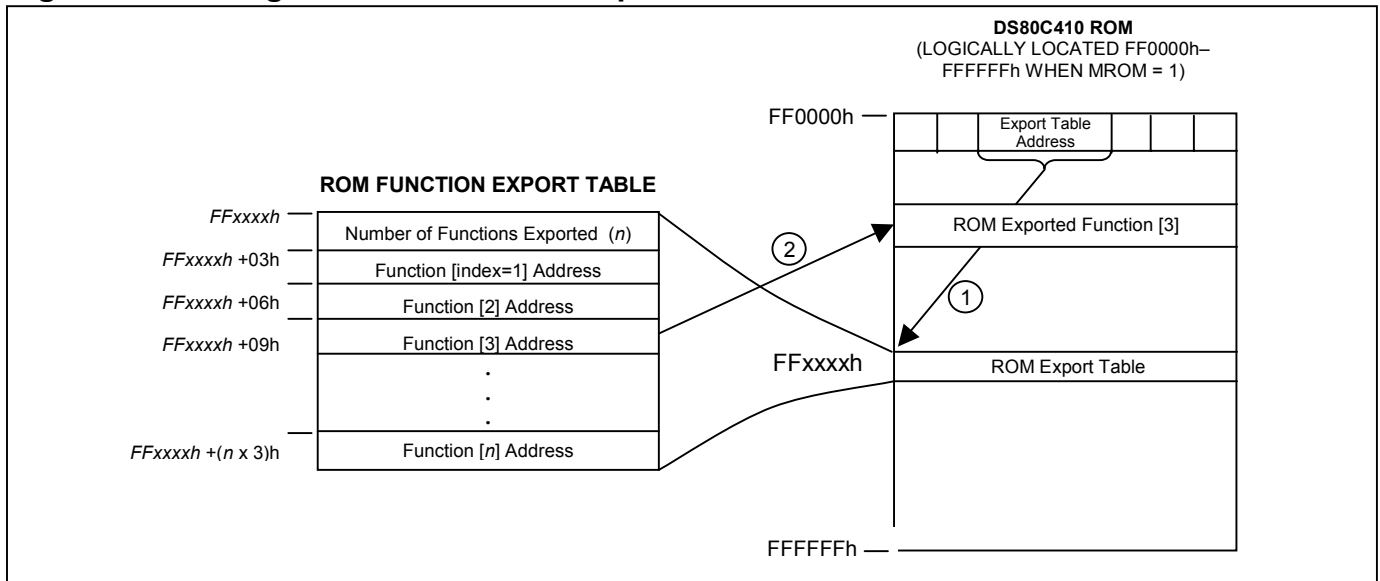 DS80C410 ROM
(LOGICALLY LOCATED FF0000h–
FFFFFFh WHEN MROM = 1)
FF0000h
Export Table
Address
ROM FUNCTION EXPORT TABLE
FFxxxxh
Number of Functions Exported (n)
ROM Exported Function [3]
2
FFxxxxh +03h
Function [index=1] Address
FFxxxxh +06h
Function [2] Address
1
FFxxxxh +09h
Function [3] Address
FFxxxxh
ROM Export Table
.
.
.
FFxxxxh +(n x 3)h
Function [n] Address
FFFFFFh